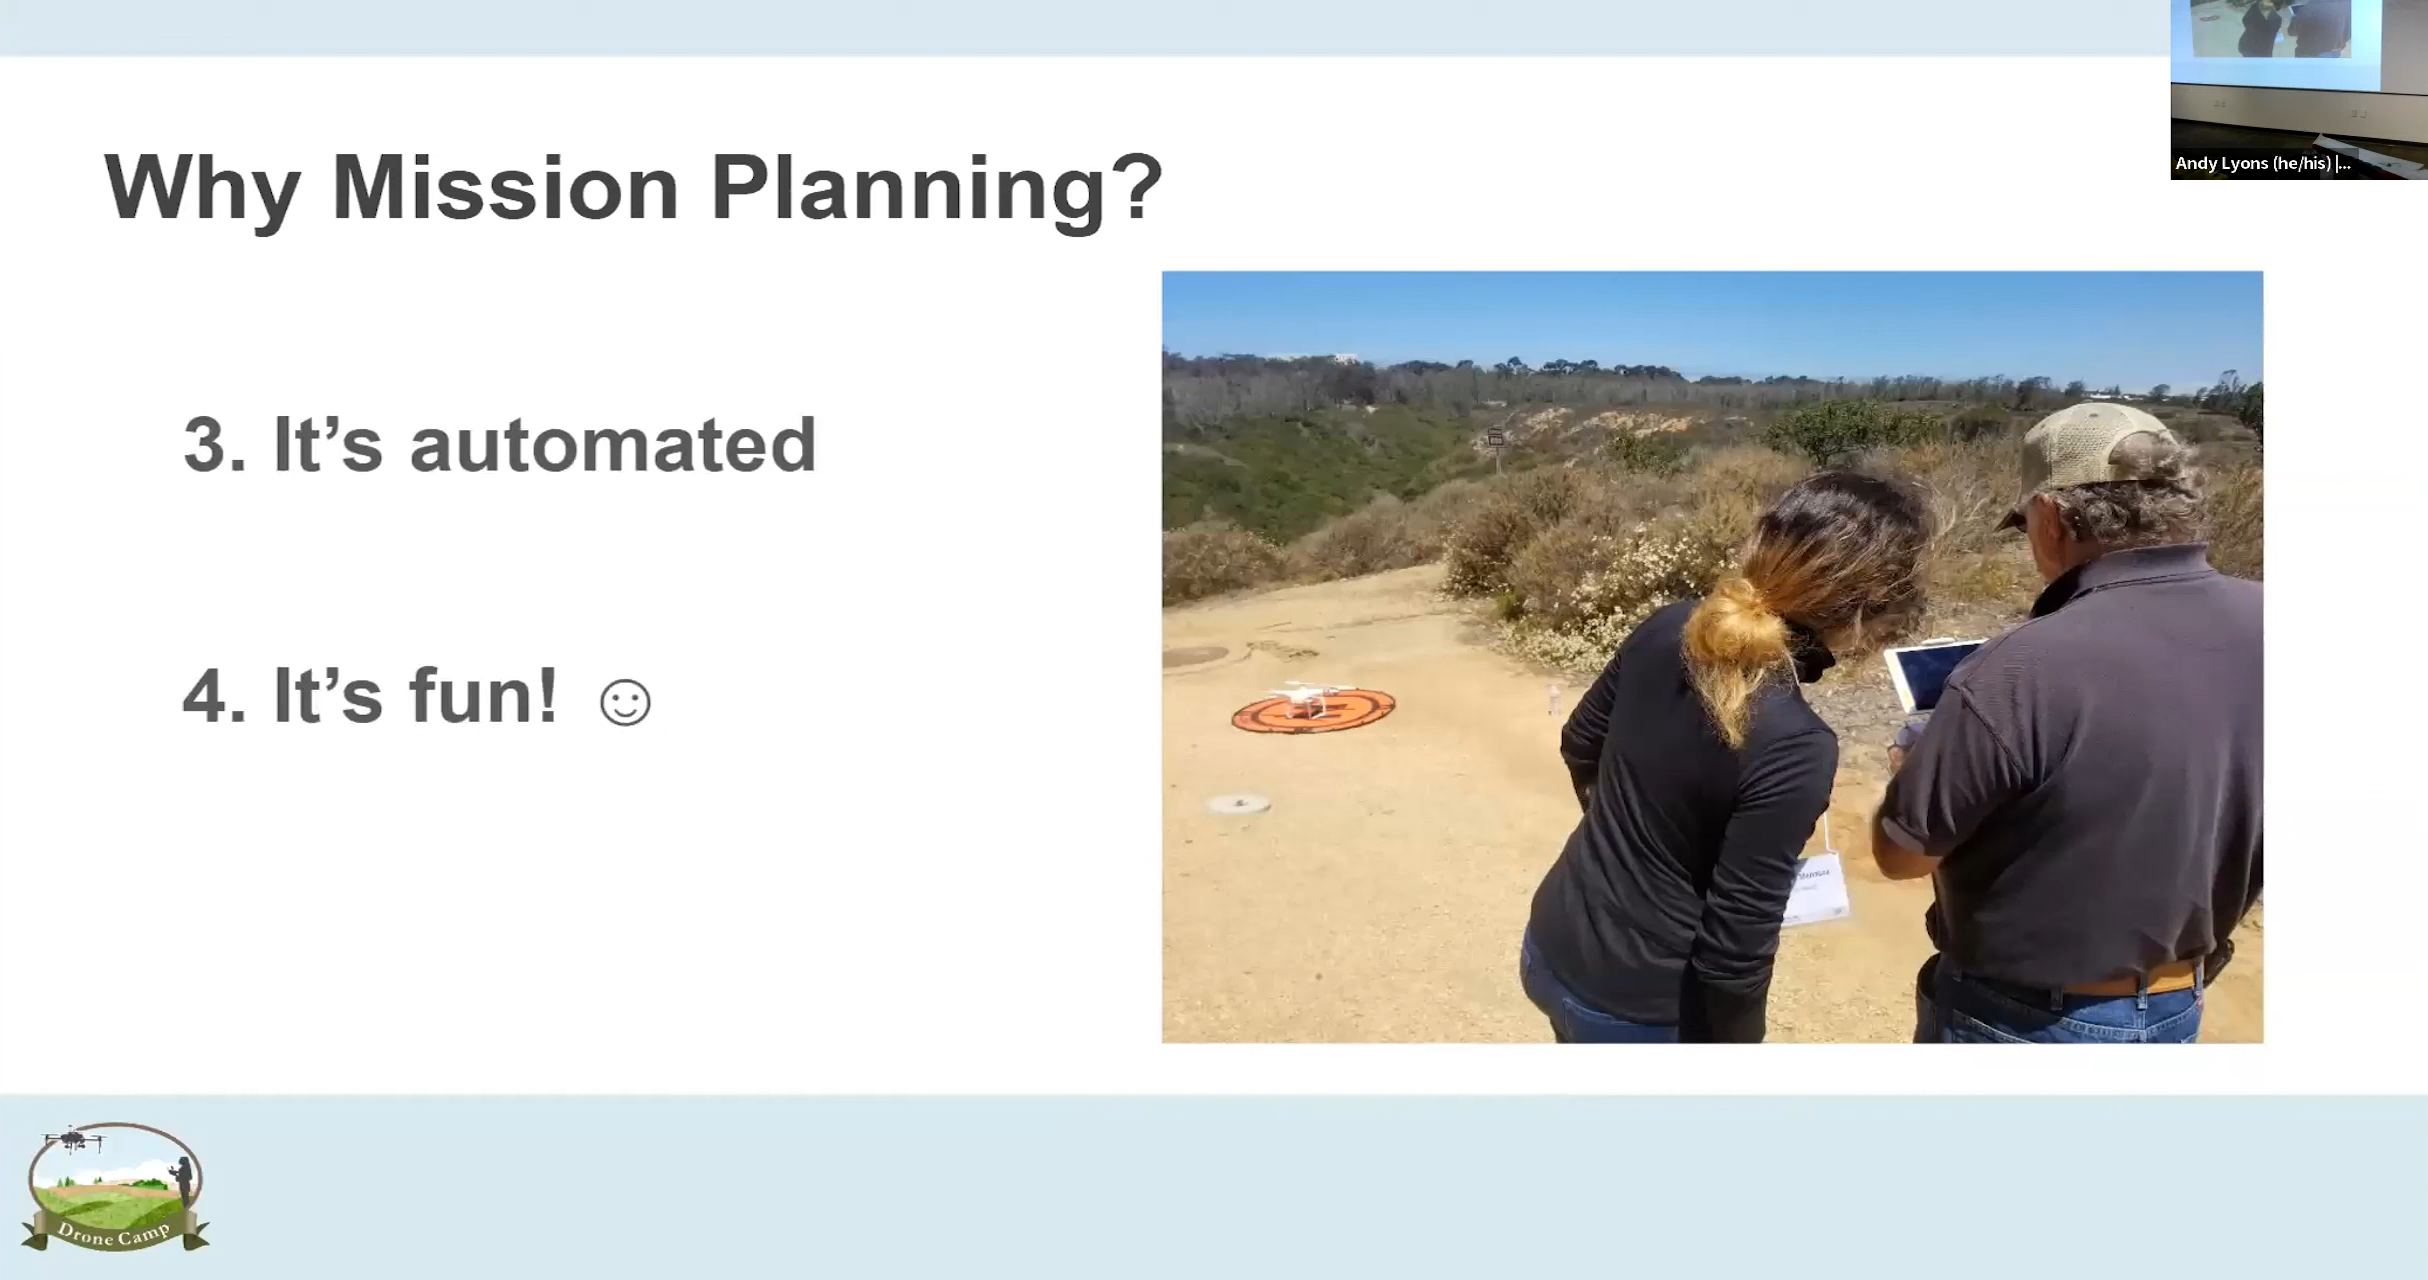 Andy Lyons (he/his) |...
Why Mission Planning?
3. It’s automated
4. It’s fun! ☺
Drone Camp